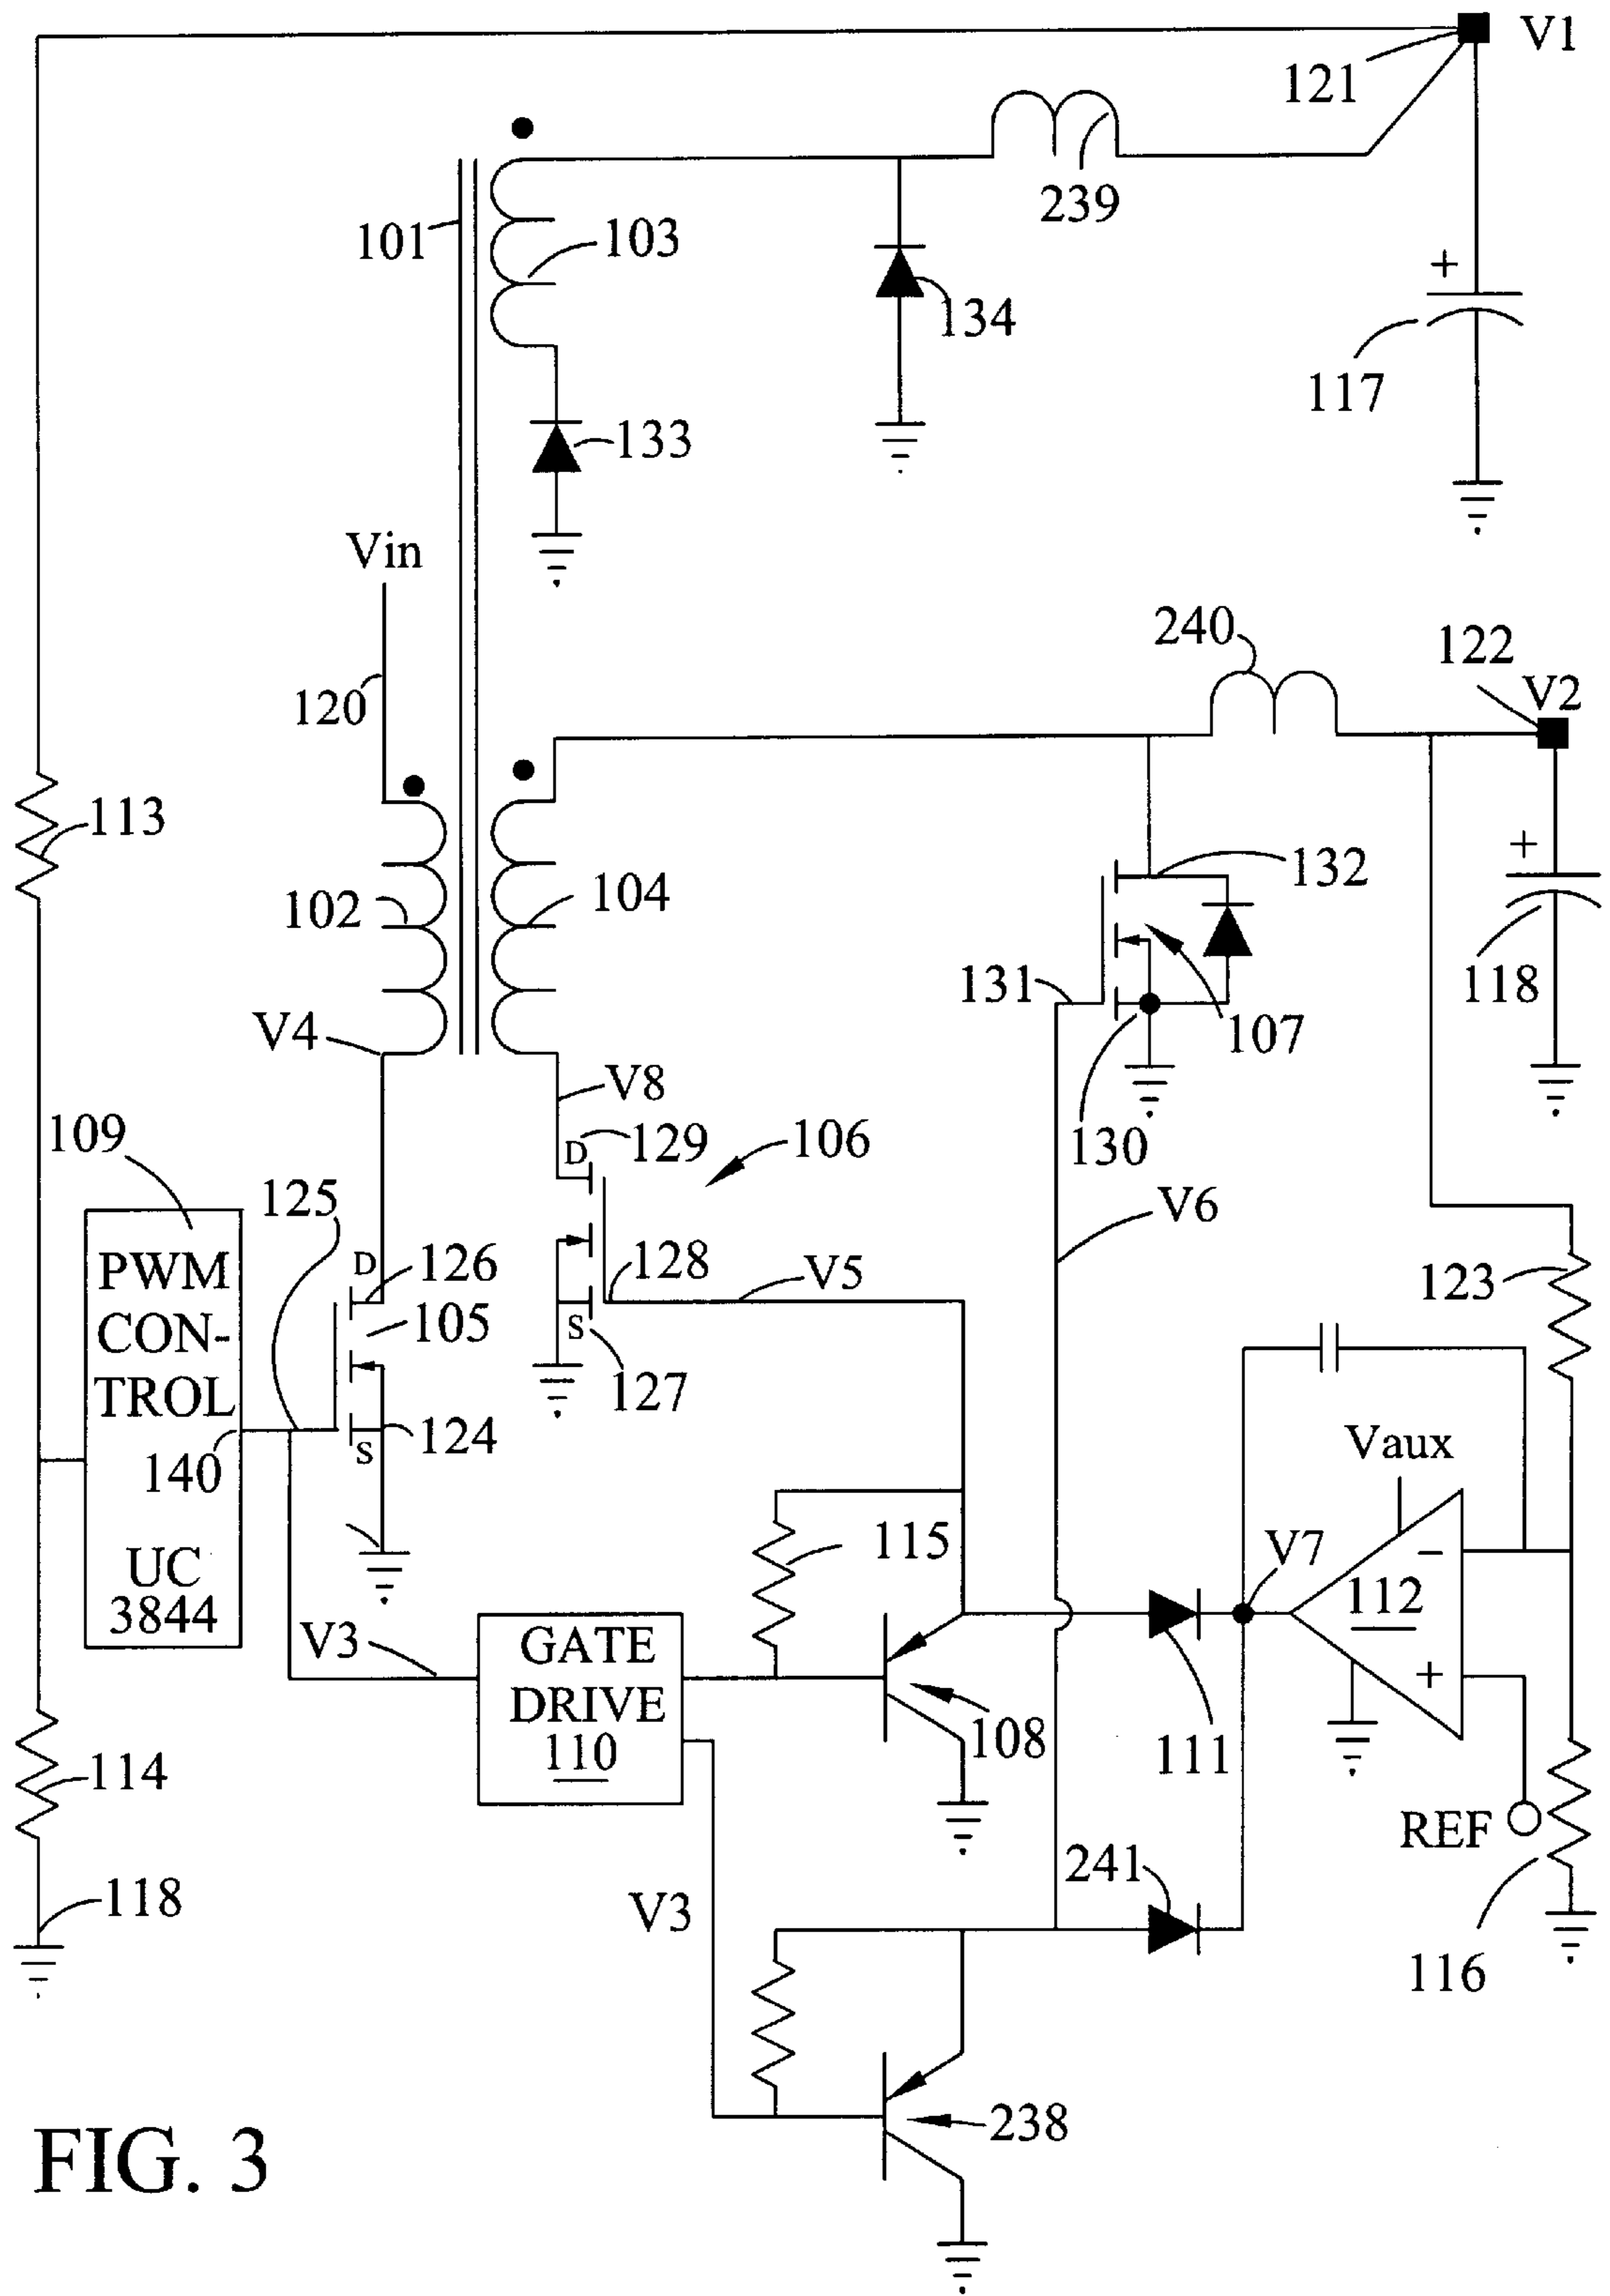 V1
121
239
101
103
134
+
117
133
Vin
240
122
V2
120
113
+
132
102
104
118
131
V4
107
V8
109
D
129
106
130
125
V6
PWM
CON-
TROL
D
126
128
V5
123
105
S
127
140
S
124
Vaux
UC
3844
115
V7
−
112
V3
GATE
DRIVE
110
+
108
111
114
REF
241
118
V3
116
238
FIG. 3